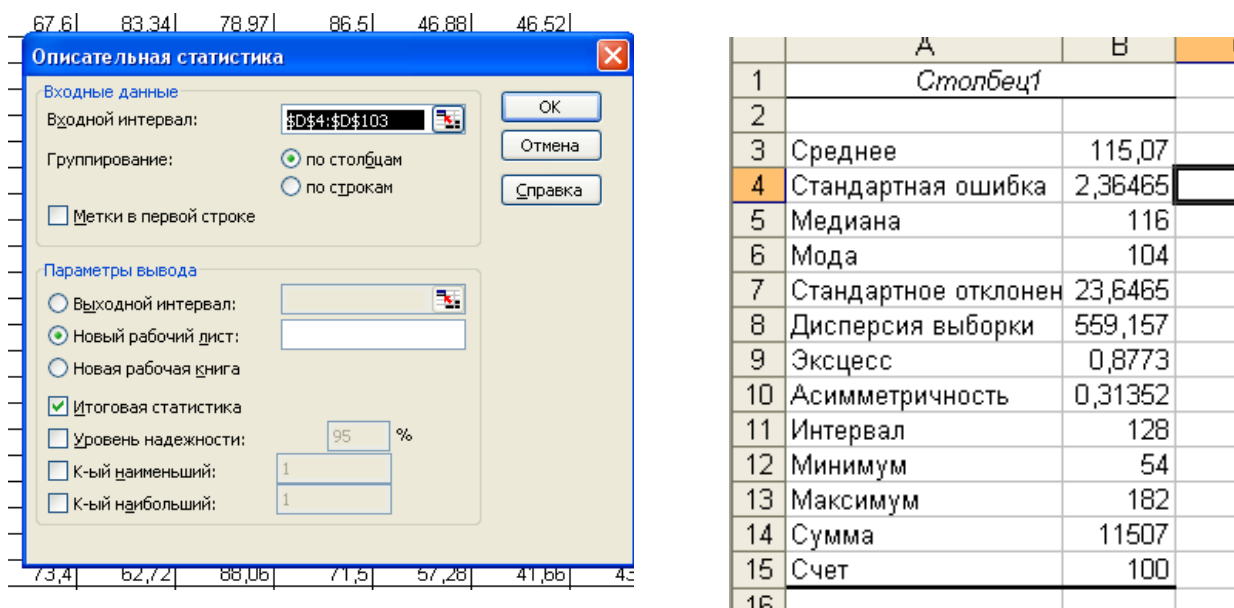 67,6 83,34 78,97 86,5 46,88 46,52
Описательная статистика
Входные данные
Входной интервал: $D$4:$D$103
Группирование: по столбцам
по строкам
Метки в первой строке
OK
Отмена
Справка
Параметры вывода
Выходной интервал:
Новый рабочий лист:
Новая рабочая книга
Итоговая статистика
Уровень надежности: 95 %
К-ый наименьший: 1
К-ый наибольший: 1
73,4 62,72 88,06 71,5 57,28 41,66
A B
1 Столбец1
2
3 Среднее 115,07
4 Стандартная ошибка 2,36465
5 Медиана 116
6 Мода 104
7 Стандартное отклонен 23,6465
8 Дисперсия выборки 559,157
9 Эксцесс 0,8773
10 Асимметричность 0,31352
11 Интервал 128
12 Минимум 54
13 Максимум 182
14 Сумма 11507
15 Счет 100
16